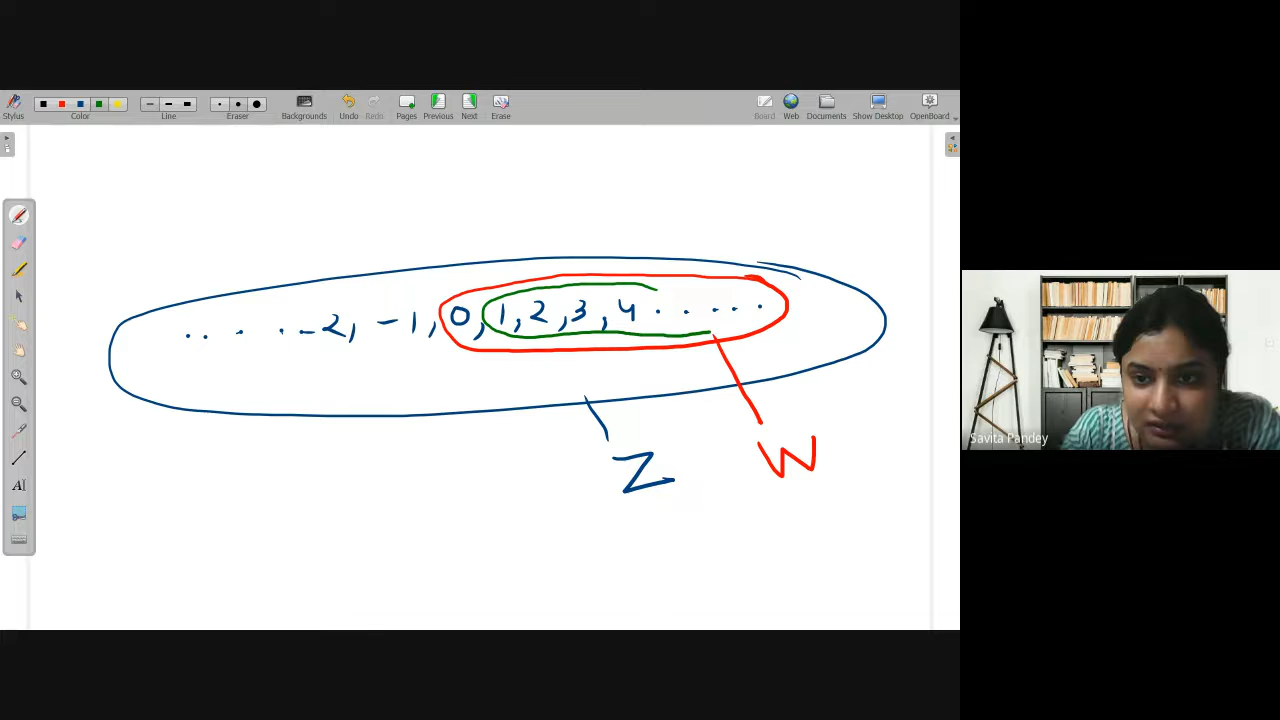 Stylus Color Line Eraser Backgrounds Undo Redo Pages Previous Next Erase Board Web Documents Show Desktop OpenBoard
.. . . -2, -1, 0, 1, 2, 3, 4 . . . . .
Savita Pandey
W
Z
AI